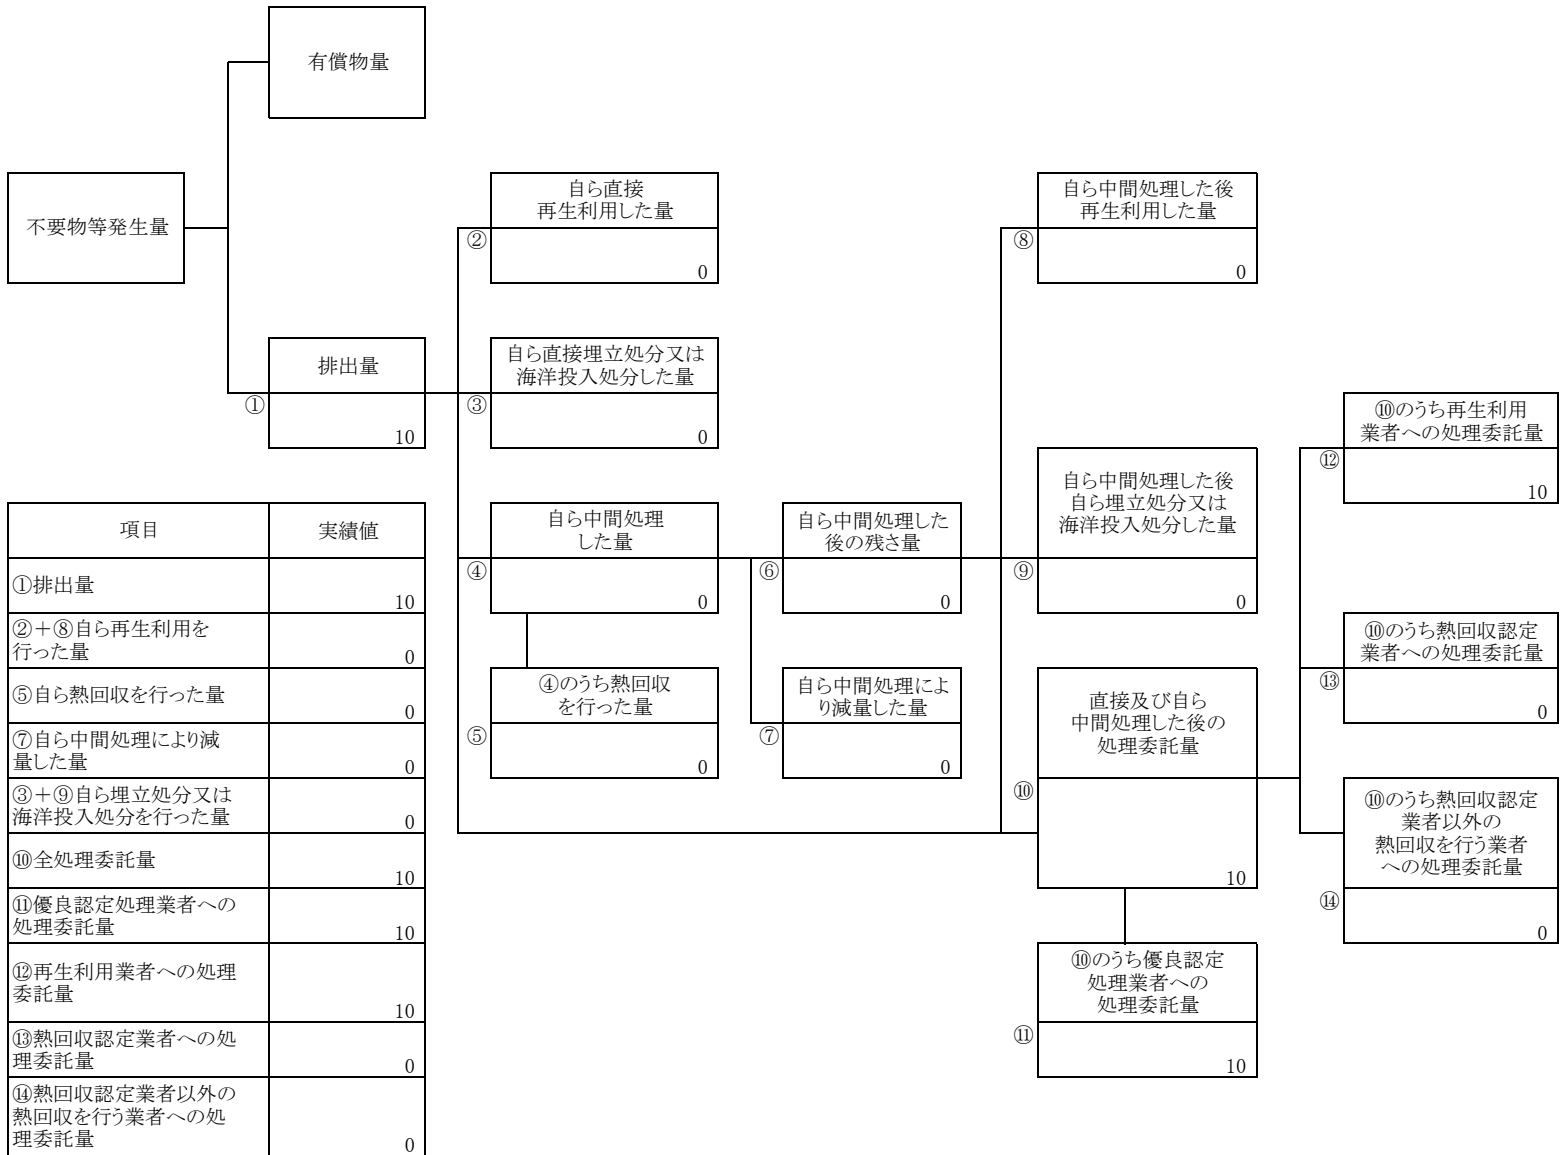 有償物量
不要物等発生量
自ら直接
再生利用した量
②
0
自ら中間処理した後
再生利用した量
⑧
0
排出量
①
10
自ら直接埋立処分又は
海洋投入処分した量
③
0
⑩のうち再生利用
業者への処理委託量
⑫
10
自ら中間処理
した量
④
0
自ら中間処理した
後の残さ量
⑥
0
自ら中間処理した後
自ら埋立処分又は
海洋投入処分した量
⑨
0
⑩のうち熱回収認定
業者への処理委託量
⑬
0
④のうち熱回収
を行った量
⑤
0
自ら中間処理によ
り減量した量
⑦
0
直接及び自ら
中間処理した後の
処理委託量
⑩
10
⑩のうち熱回収認定
業者以外の
熱回収を行う業者
への処理委託量
⑭
0
⑩のうち優良認定
処理業者への
処理委託量
⑪
10
項目
実績値
①排出量
10
②+⑧自ら再生利用を
行った量
0
⑤自ら熱回収を行った量
0
⑦自ら中間処理により減
量した量
0
③+⑨自ら埋立処分又は
海洋投入処分を行った量
0
⑩全処理委託量
10
⑪優良認定処理業者への
処理委託量
10
⑫再生利用業者への処理
委託量
10
⑬熱回収認定業者への処
理委託量
0
⑭熱回収認定業者以外の
熱回収を行う業者への処
理委託量
0